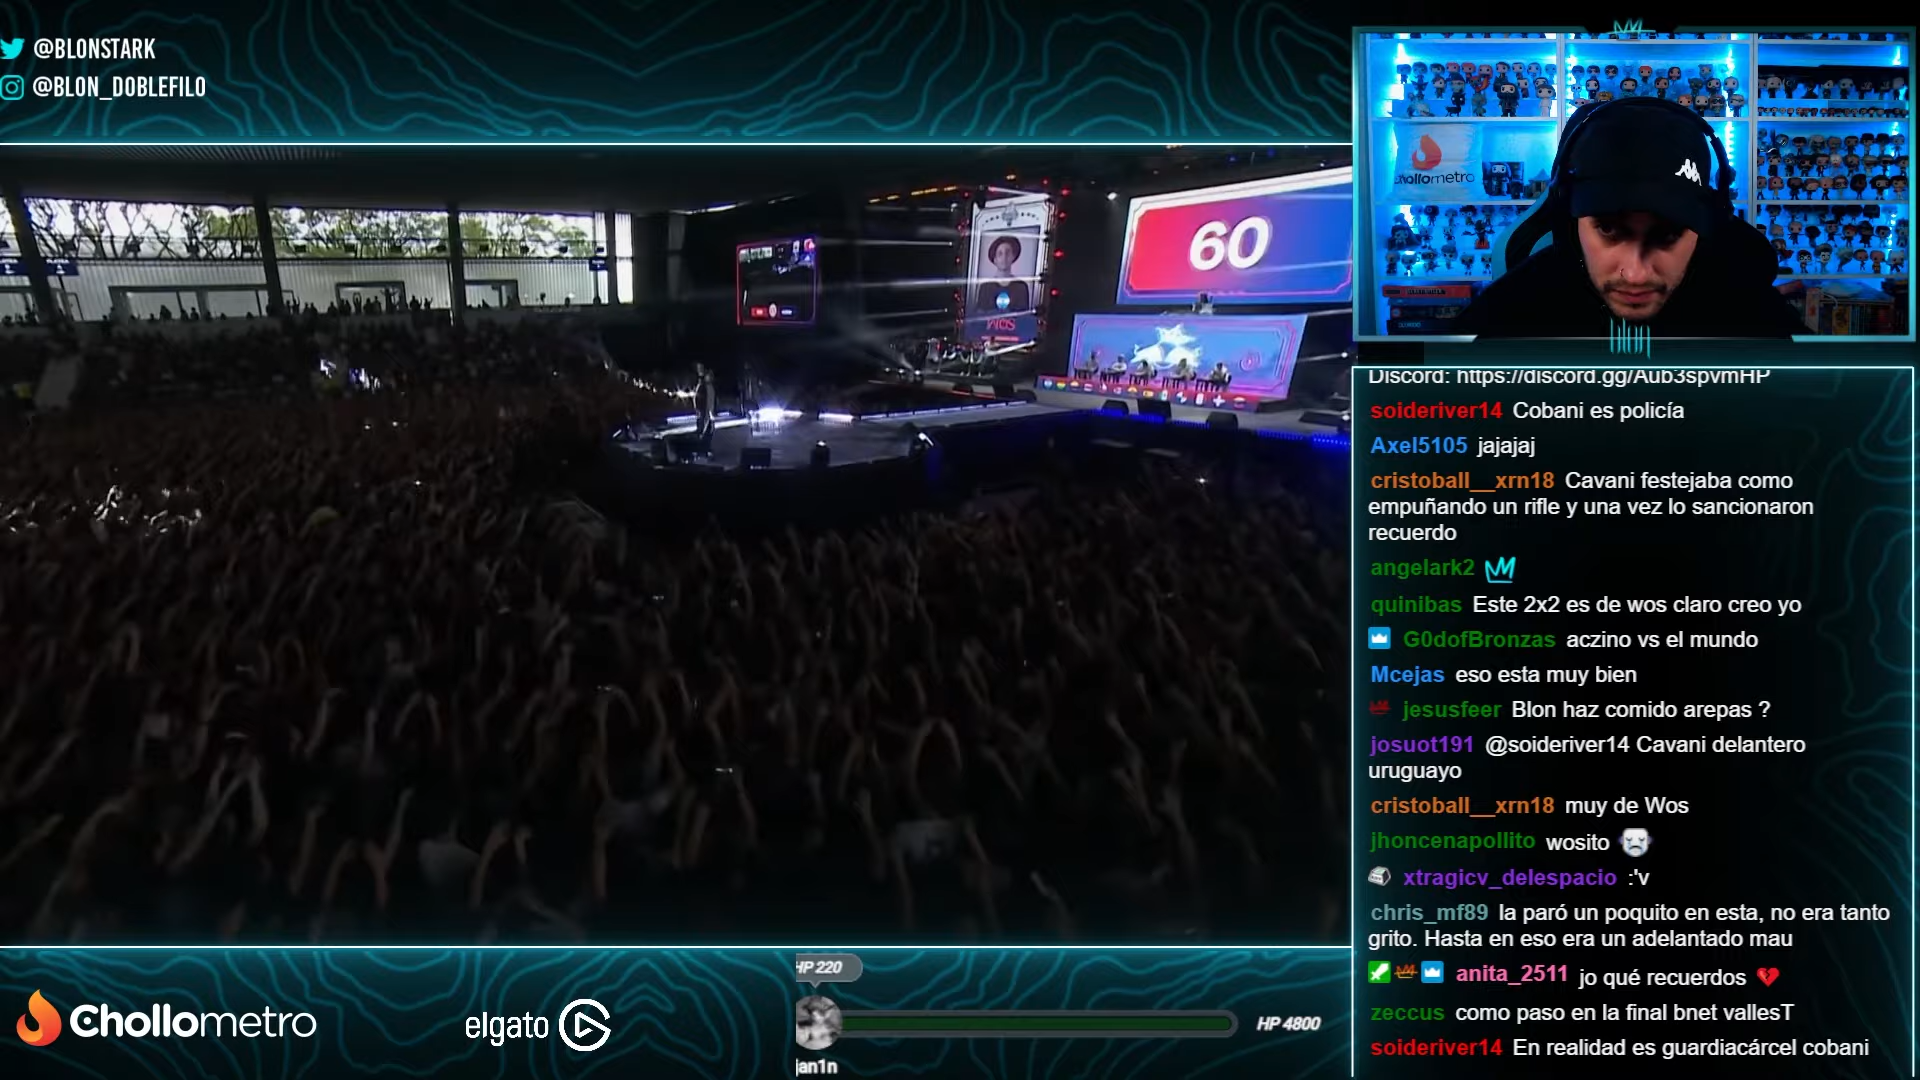 @BLONSTARK
@BLON_DOBLEFILO
60
WOS
chollometro
Discord: https://discord.gg/Aub3spvmHP
soideriver14 Cobani es policía
Axel5105 jajajaj
cristoball__xrn18 Cavani festejaba como
empuñando un rifle y una vez lo sancionaron
recuerdo
angelark2
quinibas Este 2x2 es de wos claro creo yo
G0dofBronzas aczino vs el mundo
Mcejas eso esta muy bien
jesusfeer Blon haz comido arepas ?
josuot191 @soideriver14 Cavani delantero
uruguayo
cristoball__xrn18 muy de Wos
jhoncenapollito wosito
xtragicv_delespacio :'v
chris_mf89 la paró un poquito en esta, no era tanto
grito. Hasta en eso era un adelantado mau
anita_2511 jo qué recuerdos
zeccus como paso en la final bnet vallesT
soideriver14 En realidad es guardiacárcel cobani
Chollometro
elgato
HP 220
HP 4800
jan1n